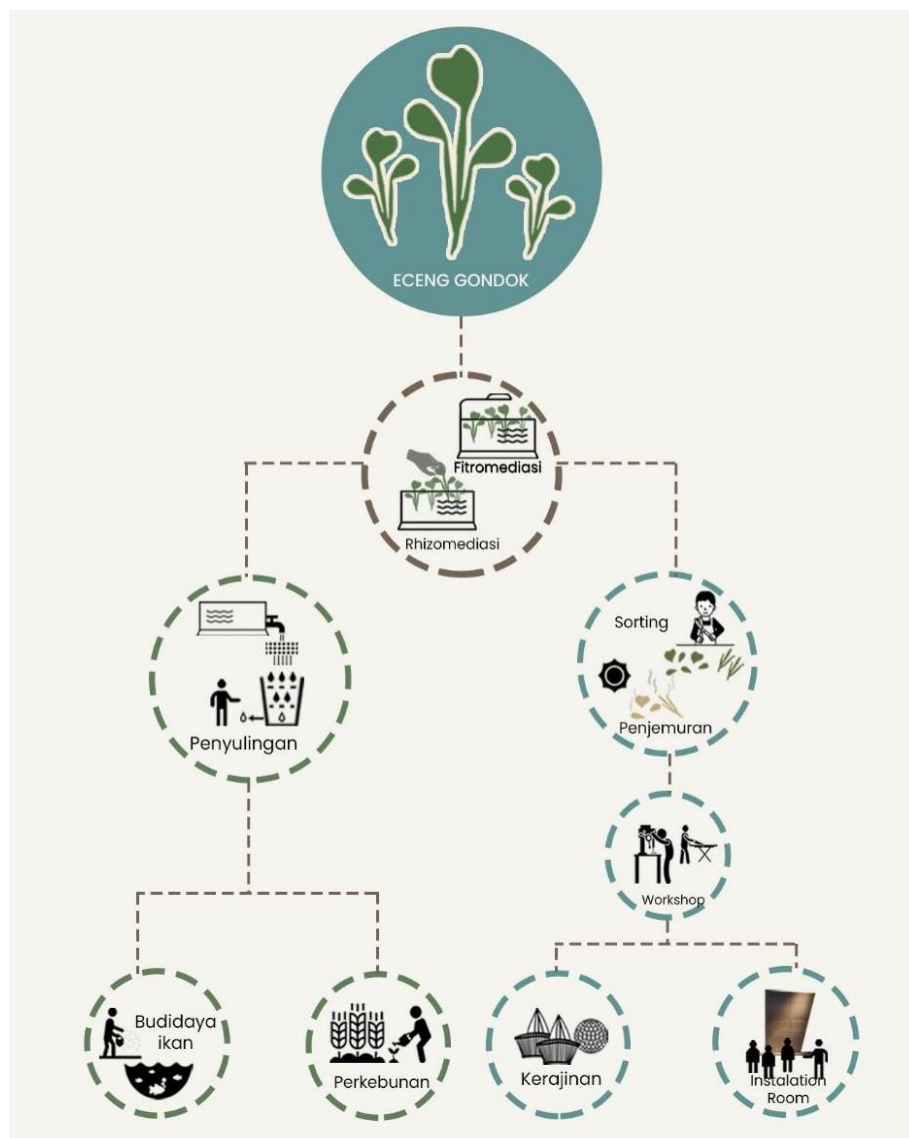 ECENG GONDOK
Fitromediasi
Rhizomediasi
Sorting
Penjemuran
Penyulingan
Workshop
Budidaya
ikan
Perkebunan
Kerajinan
Instalation
Room